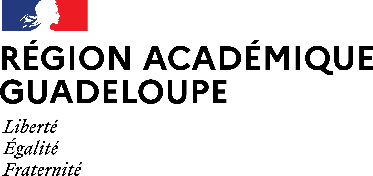 RÉGION ACADÉMIQUE
GUADELOUPE
Liberté
Égalité
Fraternité